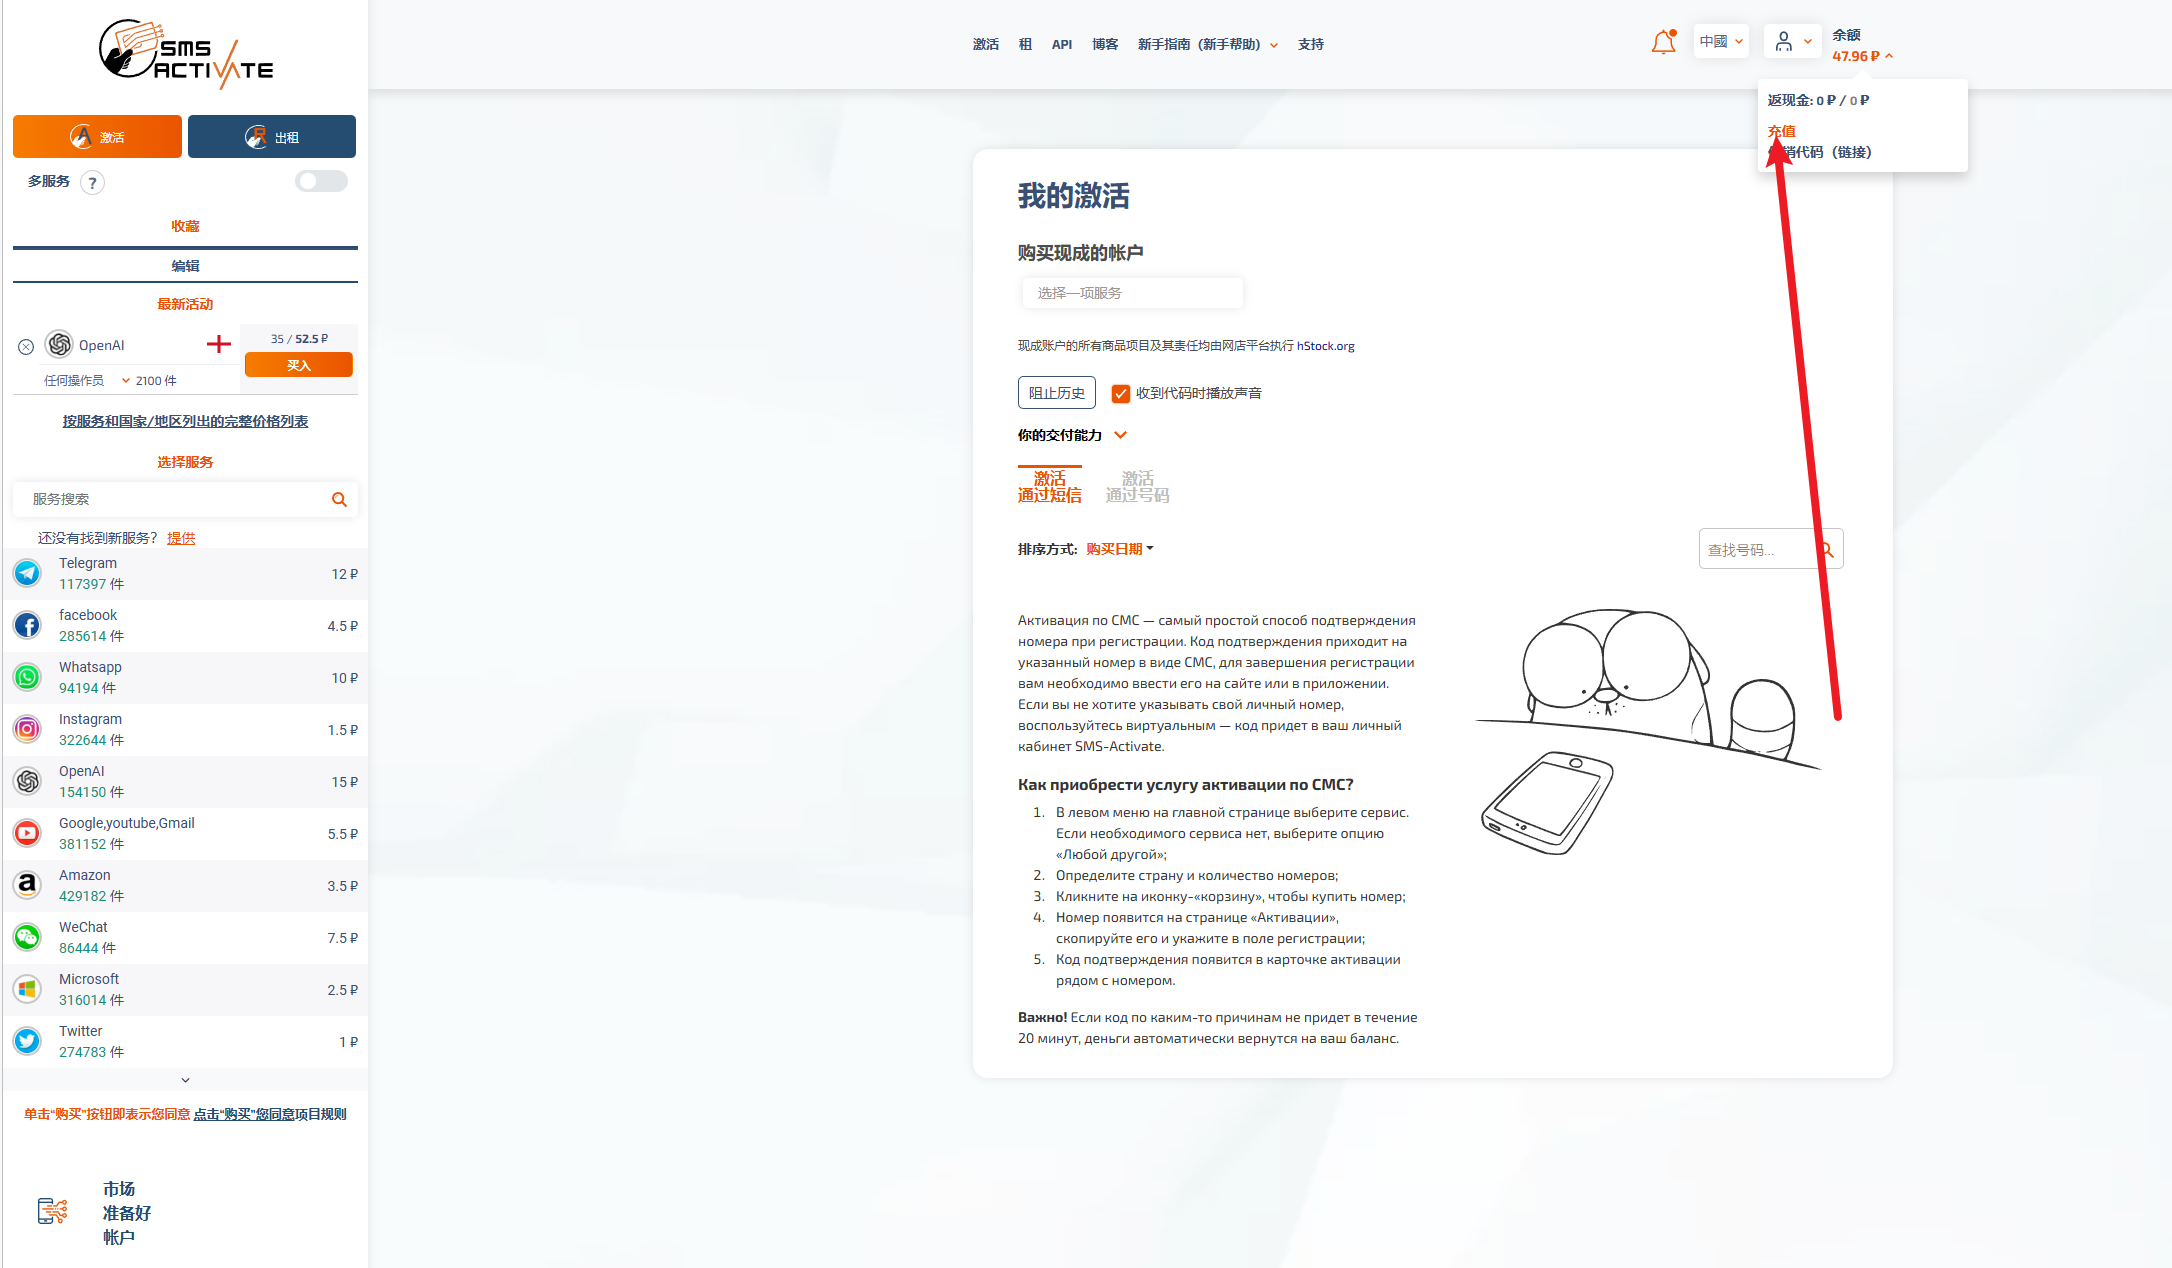 SMS
ACTIVATE
激活
出租
多服务
?
收藏
编辑
最新活动
OpenAI
35 / 52.5 ₽
买入
任何操作员
2100 件
按服务和国家/地区列出的完整价格列表
选择服务
服务搜索
还没有找到新服务? 提供
Telegram
117397 件
12 ₽
facebook
285614 件
4.5 ₽
Whatsapp
94194 件
10 ₽
Instagram
322644 件
1.5 ₽
OpenAI
154150 件
15 ₽
Google,youtube,Gmail
381152 件
5.5 ₽
Amazon
429182 件
3.5 ₽
WeChat
86444 件
7.5 ₽
Microsoft
316014 件
2.5 ₽
Twitter
274783 件
1 ₽
单击“购买”按钮即表示您同意 点击“购买”您同意项目规则
市场
准备好
帐户
激活 租 API 博客 新手指南（新手帮助） 支持
中國
余额
47.96 ₽
返现金: 0 ₽ / 0 ₽
充值
销代码（链接）
我的激活
购买现成的帐户
选择一项服务
现成账户的所有商品项目及其责任均由网店平台执行 hStock.org
阻止历史
收到代码时播放声音
你的交付能力
激活
通过短信
激活
通过号码
排序方式: 购买日期
查找号码...
Активация по СМС — самый простой способ подтверждения
номера при регистрации. Код подтверждения приходит на
указанный номер в виде СМС, для завершения регистрации
вам необходимо ввести его на сайте или в приложении.
Если вы не хотите указывать свой личный номер,
воспользуйтесь виртуальным — код придет в ваш личный
кабинет SMS-Activate.
Как приобрести услугу активации по СМС?
1. В левом меню на главной странице выберите сервис.
Если необходимого сервиса нет, выберите опцию
«Любой другой»;
2. Определите страну и количество номеров;
3. Кликните на иконку-«корзину», чтобы купить номер;
4. Номер появится на странице «Активации»,
скопируйте его и укажите в поле регистрации;
5. Код подтверждения появится в карточке активации
рядом с номером.
Важно! Если код по каким-то причинам не придет в течение
20 минут, деньги автоматически вернутся на ваш баланс.